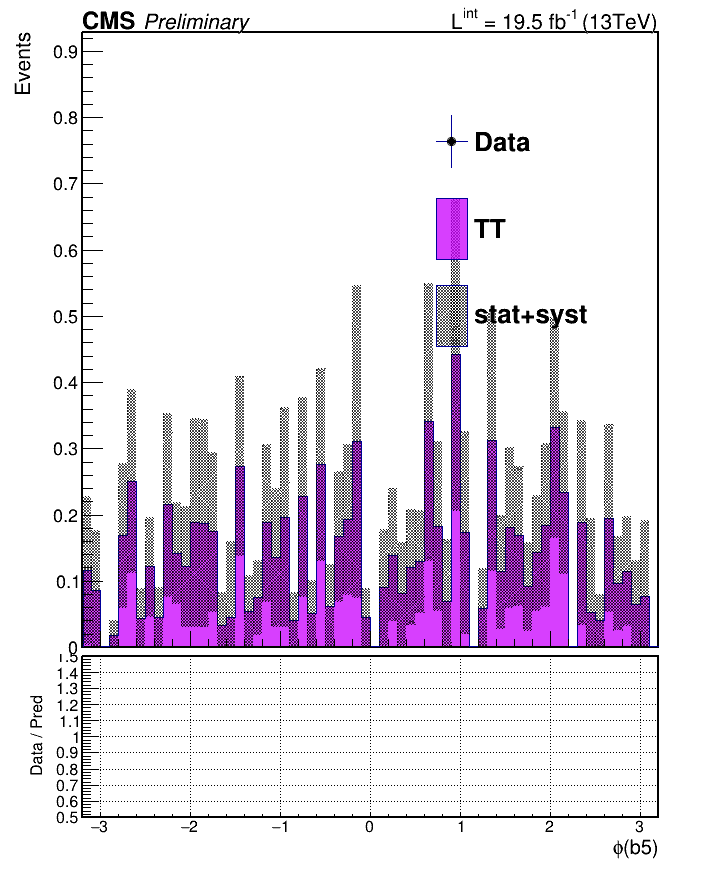 CMS Preliminary
L^int = 19.5 fb^-1 (13TeV)
Events
0.9
0.8
0.7
0.6
0.5
0.4
0.3
0.2
0.1
0
Data
TT
stat+syst
Data / Pred
1.5
1.4
1.3
1.2
1.1
1
0.9
0.8
0.7
0.6
0.5
−3 −2 −1 0 1 2 3
ϕ(b5)